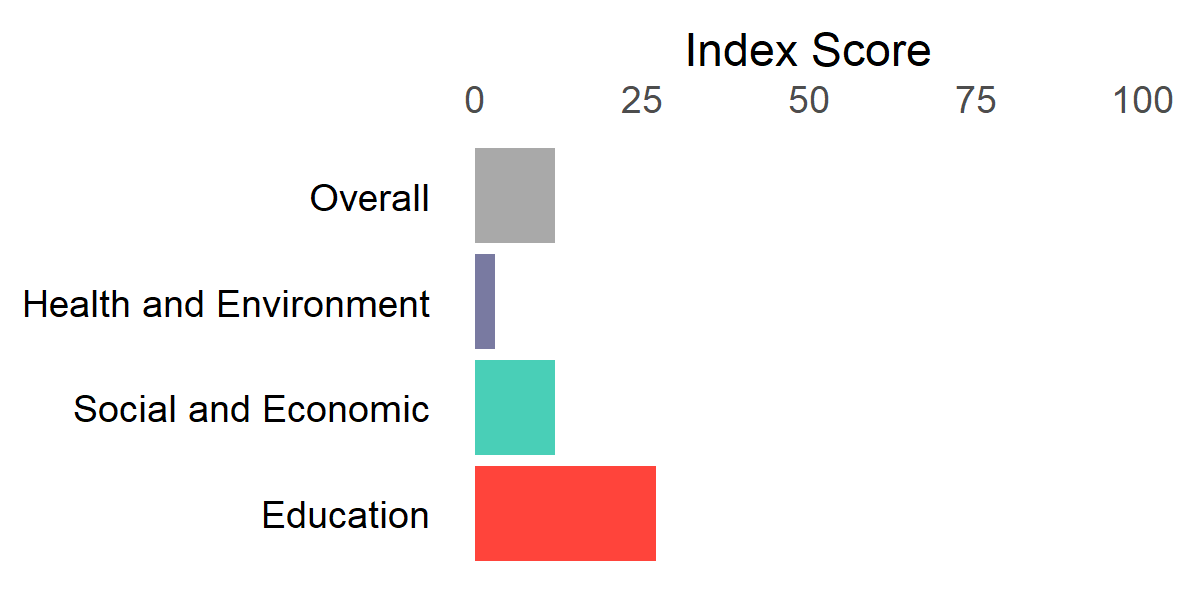 Index Score
0 25 50 75 100
Overall
Health and Environment
Social and Economic
Education